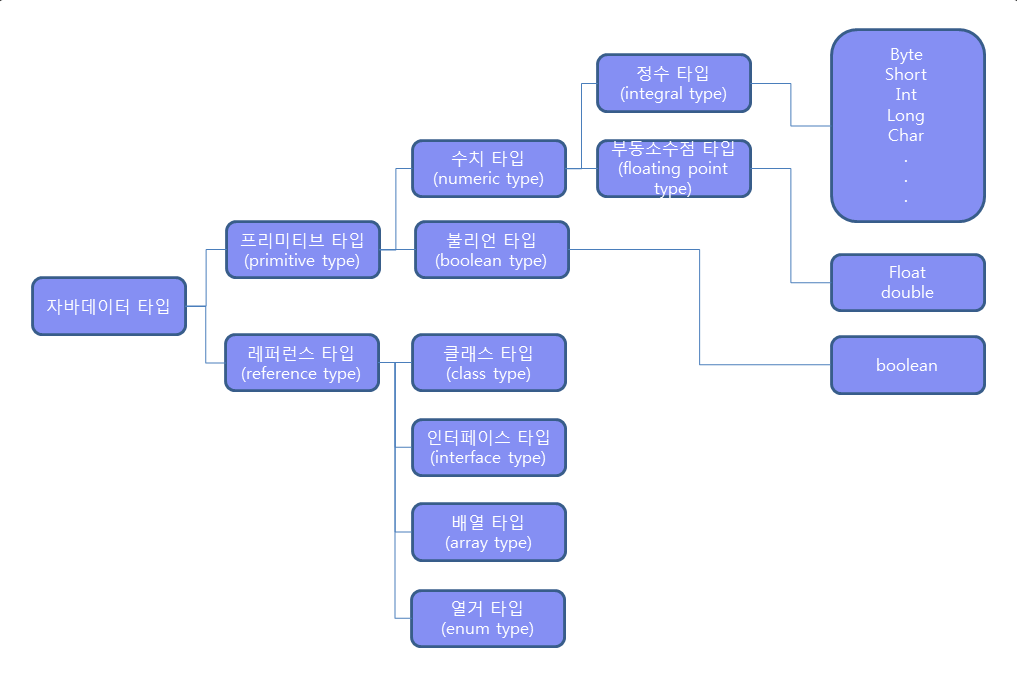 자바데이터 타입
프리미티브 타입
(primitive type)
레퍼런스 타입
(reference type)
수치 타입
(numeric type)
불리언 타입
(boolean type)
클래스 타입
(class type)
인터페이스 타입
(interface type)
배열 타입
(array type)
열거 타입
(enum type)
정수 타입
(integral type)
부동소수점 타입
(floating point
type)
Byte
Short
Int
Long
Char
.
.
.
Float
double
boolean